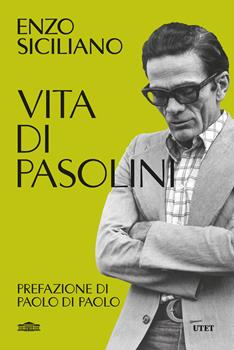 ENZO
SICILIANO
VITA
DI
PASOLINI
PREFAZIONE DI
PAOLO DI PAOLO
UTET